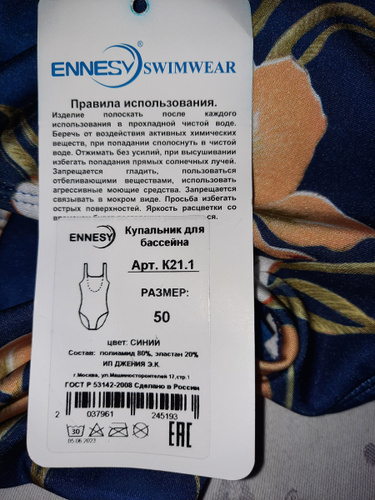 ENNESY SWIMWEAR
Правила использования.
Изделие полоскать после каждого
использования в прохладной чистой воде.
Беречь от воздействия активных химических
веществ, при попадании сполоснуть в чистой
воде. Отжимать без усилий, при высушивании
избегать попадания прямых солнечных лучей.
Запрещается гладить, пользоваться
отбеливающими веществами, использовать
агрессивные моющие средства. Запрещается
связывать в мокром виде. Просьба избегать
острых поверхностей. Яркость расцветки со
ENNESY
Купальник для
бассейна
Арт. К21.1
РАЗМЕР:
50
цвет: СИНИЙ
Состав: полиамид 80%, эластан 20%
ИП ДЖЕНИЯ Э.К.
г.Москва, ул.Машиностроителей 17,стр.1
ГОСТ Р 53142-2008 Сделано в России
2 037961 245193
30
05.06.2023
EAC